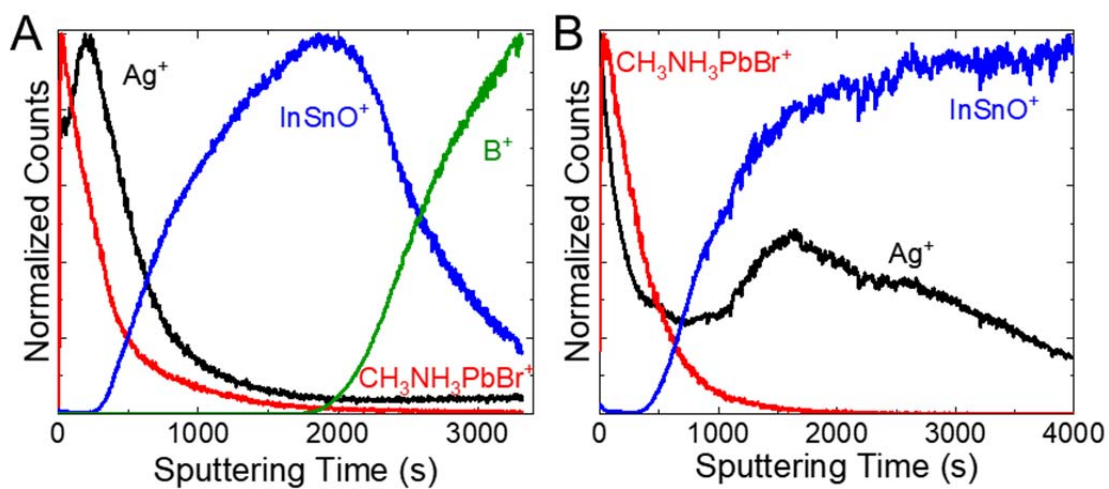 A
Normalized Counts
Ag⁺
InSnO⁺
B⁺
CH₃NH₃PbBr⁺
0 1000 2000 3000
Sputtering Time (s)
B
Normalized Counts
CH₃NH₃PbBr⁺
InSnO⁺
Ag⁺
0 1000 2000 3000 4000
Sputtering Time (s)